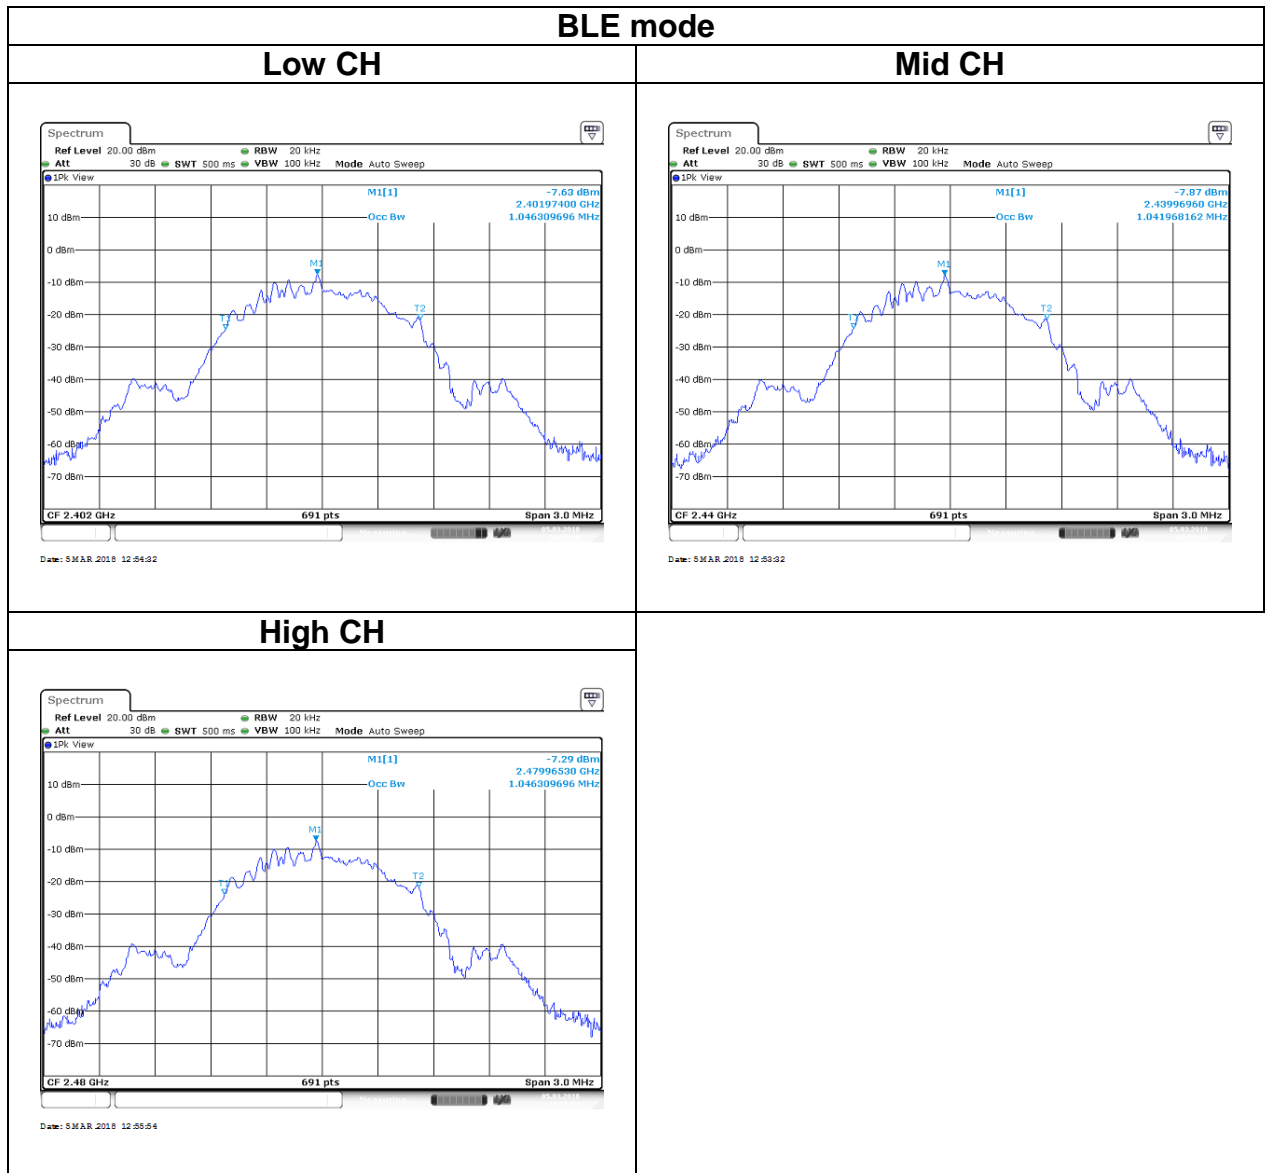 BLE mode
Low CH
Mid CH
Spectrum
Ref Level 20.00 dBm RBW 20 kHz
Att 30 dB SWT 500 ms VBW 100 kHz Mode Auto Sweep
1Pk View
M1[1] -7.63 dBm
2.40197400 GHz
10 dBm Occ Bw 1.046309696 MHz
0 dBm
M1
-10 dBm
T2
-20 dBm
T1
-30 dBm
-40 dBm
-50 dBm
-60 dBm
-70 dBm
CF 2.402 GHz 691 pts Span 3.0 MHz
Date: 5.MAR.2018 12:54:32
Spectrum
Ref Level 20.00 dBm RBW 20 kHz
Att 30 dB SWT 500 ms VBW 100 kHz Mode Auto Sweep
1Pk View
M1[1] -7.87 dBm
2.43996960 GHz
10 dBm Occ Bw 1.041968162 MHz
0 dBm
M1
-10 dBm
T2
-20 dBm
T1
-30 dBm
-40 dBm
-50 dBm
-60 dBm
-70 dBm
CF 2.44 GHz 691 pts Span 3.0 MHz
Date: 5.MAR.2018 12:53:32
High CH
Spectrum
Ref Level 20.00 dBm RBW 20 kHz
Att 30 dB SWT 500 ms VBW 100 kHz Mode Auto Sweep
1Pk View
M1[1] -7.29 dBm
2.47996530 GHz
10 dBm Occ Bw 1.046309696 MHz
0 dBm
M1
-10 dBm
T2
-20 dBm
T1
-30 dBm
-40 dBm
-50 dBm
-60 dBm
-70 dBm
CF 2.48 GHz 691 pts Span 3.0 MHz
Date: 5.MAR.2018 12:55:54